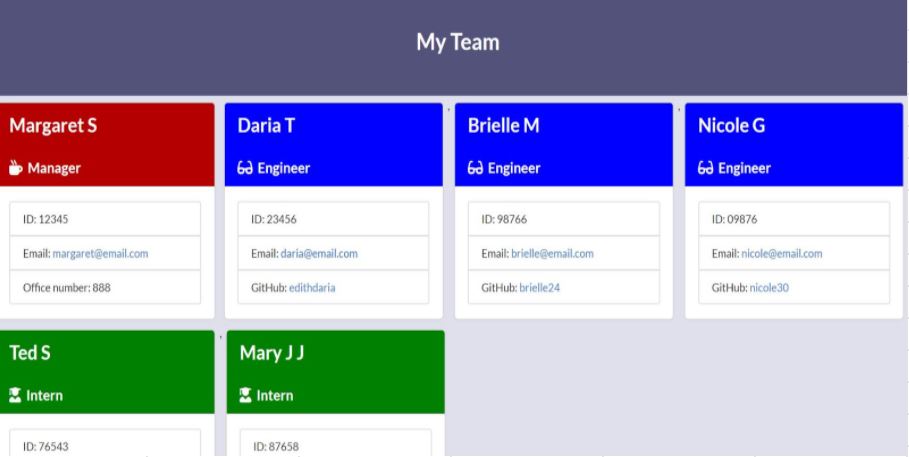 My Team
Margaret S
Manager
ID: 12345
Email: margaret@email.com
Office number: 888
Daria T
Engineer
ID: 23456
Email: daria@email.com
GitHub: edithdaria
Brielle M
Engineer
ID: 98766
Email: brielle@email.com
GitHub: brielle24
Nicole G
Engineer
ID: 09876
Email: nicole@email.com
GitHub: nicole30
Ted S
Intern
ID: 76543
Mary J J
Intern
ID: 87658